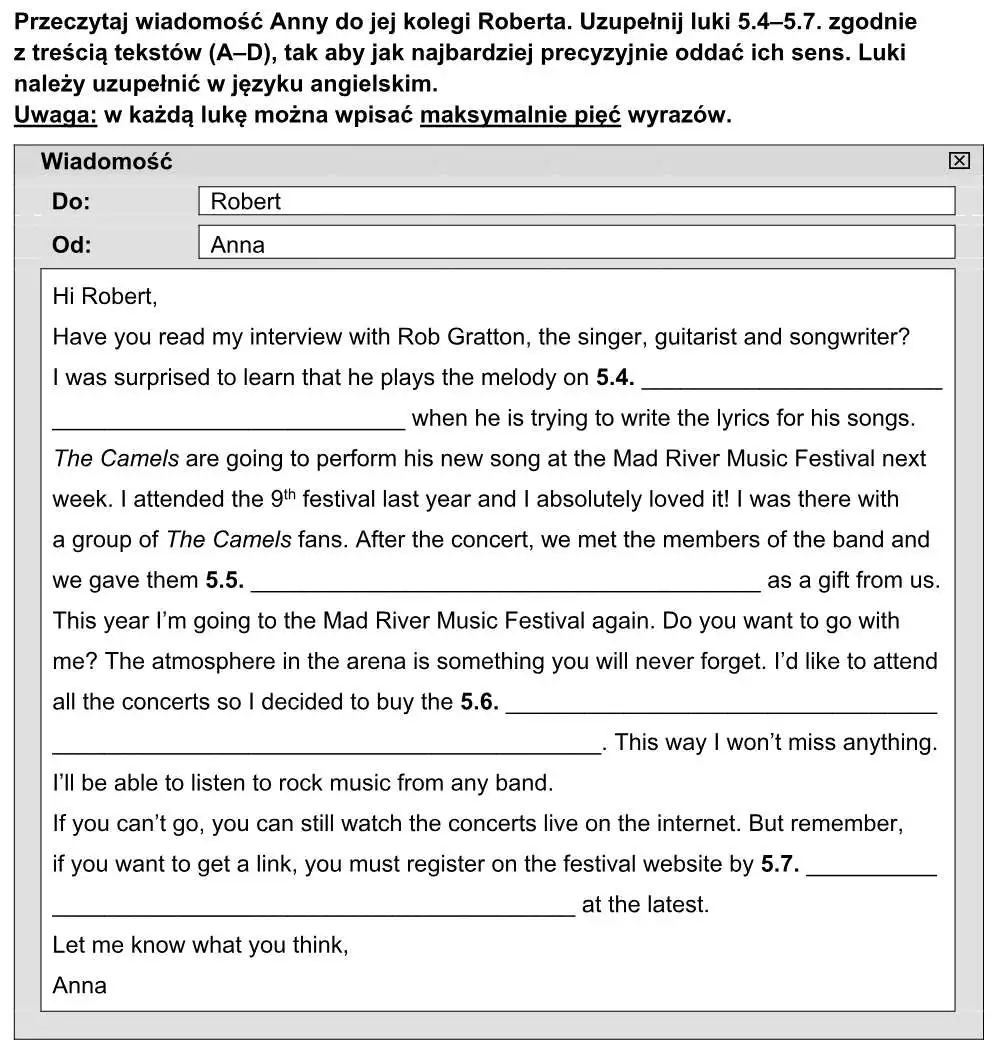 Przeczytaj wiadomość Anny do jej kolegi Roberta. Uzupełnij luki 5.4–5.7. zgodnie
z treścią tekstów (A–D), tak aby jak najbardziej precyzyjnie oddać ich sens. Luki
należy uzupełnić w języku angielskim.
Uwaga: w każdą lukę można wpisać maksymalnie pięć wyrazów.
Wiadomość
Do: Robert
Od: Anna
Hi Robert,
Have you read my interview with Rob Gratton, the singer, guitarist and songwriter?
I was surprised to learn that he plays the melody on 5.4. ____________________
____________________ when he is trying to write the lyrics for his songs.
The Camels are going to perform his new song at the Mad River Music Festival next
week. I attended the 9th festival last year and I absolutely loved it! I was there with
a group of The Camels fans. After the concert, we met the members of the band and
we gave them 5.5. ____________________ as a gift from us.
This year I'm going to the Mad River Music Festival again. Do you want to go with
me? The atmosphere in the arena is something you will never forget. I'd like to attend
all the concerts so I decided to buy the 5.6. ____________________
____________________. This way I won't miss anything.
I'll be able to listen to rock music from any band.
If you can't go, you can still watch the concerts live on the internet. But remember,
if you want to get a link, you must register on the festival website by 5.7. __________
____________________ at the latest.
Let me know what you think,
Anna